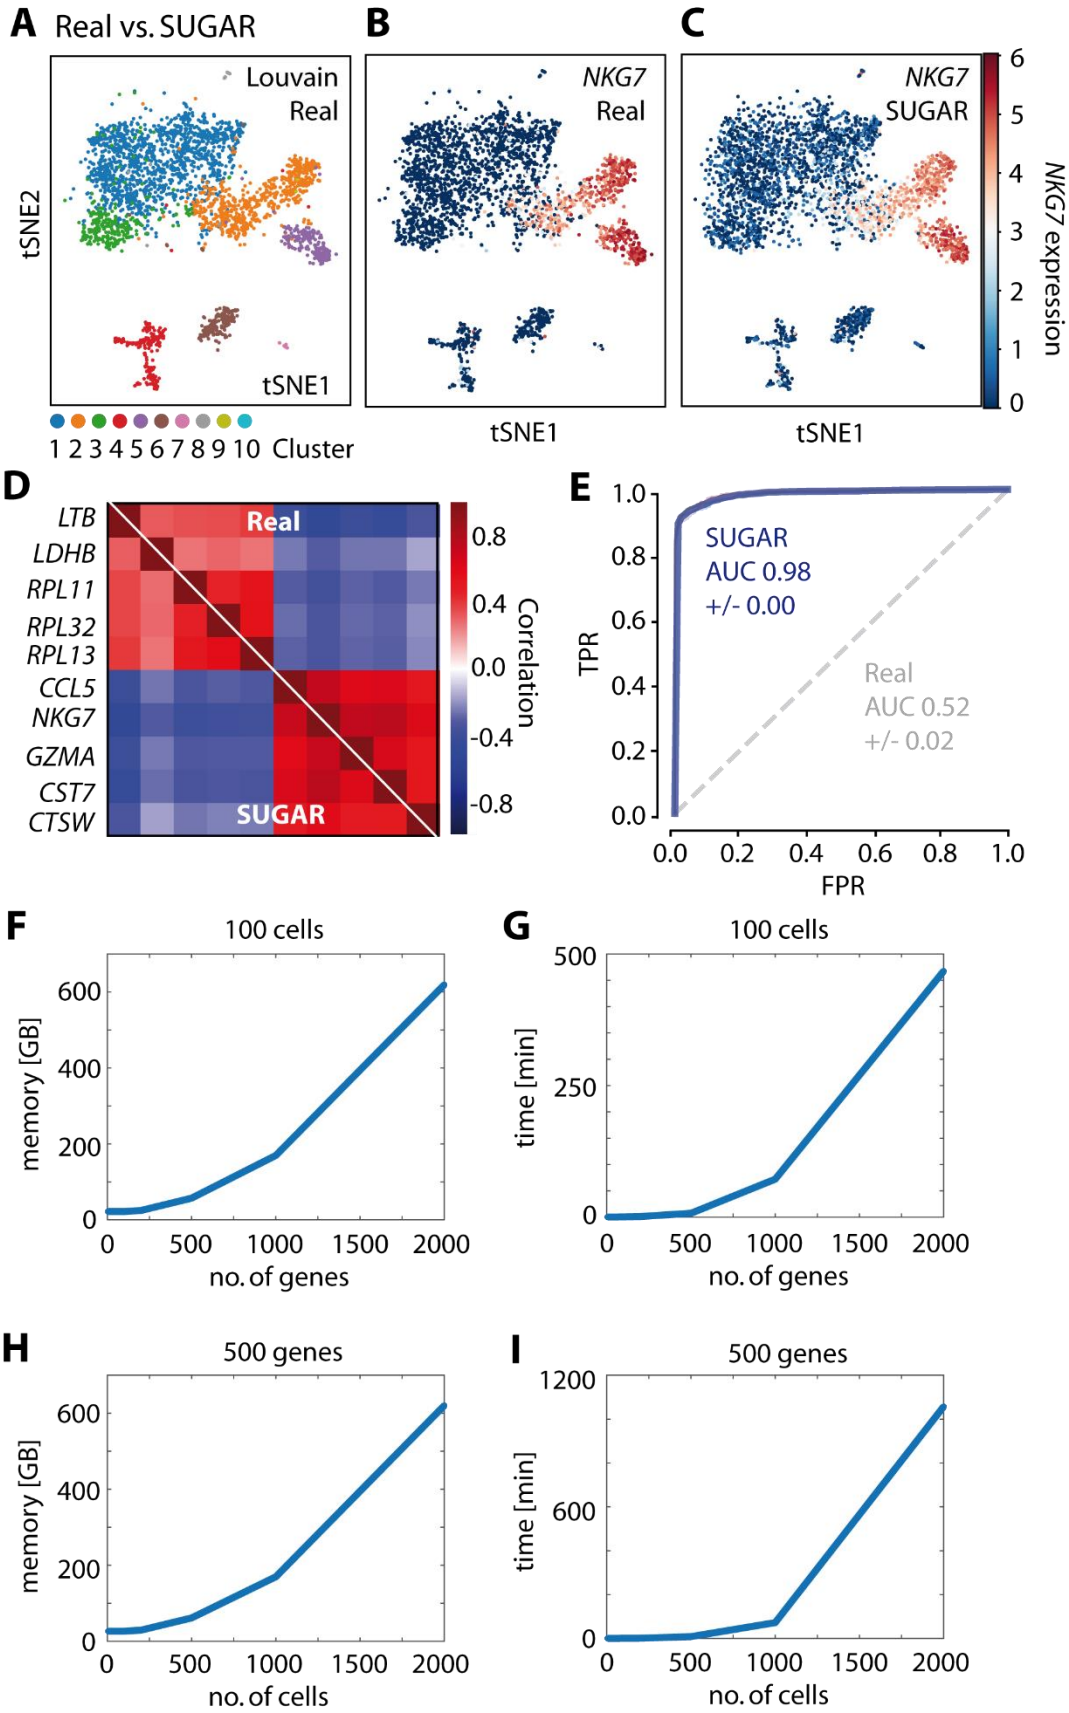 A Real vs. SUGAR
Louvain
Real
tSNE2
tSNE1
1 2 3 4 5 6 7 8 9 10 Cluster
B
NKG7
Real
tSNE1
C
NKG7
SUGAR
tSNE1
6
5
4
3
2
1
0
NKG7 expression
D
Real
SUGAR
LTB
LDHB
RPL11
RPL32
RPL13
CCL5
NKG7
GZMA
CST7
CTSW
0.8
0.4
0.0
-0.4
-0.8
Correlation
E
1.0
0.8
0.6
0.4
0.2
0.0
TPR
SUGAR
AUC 0.98
+/- 0.00
Real
AUC 0.52
+/- 0.02
0.0 0.2 0.4 0.6 0.8 1.0
FPR
F
100 cells
600
400
200
0
memory [GB]
0 500 1000 1500 2000
no. of genes
G
100 cells
500
250
0
time [min]
0 500 1000 1500 2000
no. of genes
H
500 genes
600
400
200
0
memory [GB]
0 500 1000 1500 2000
no. of cells
I
500 genes
1200
600
0
time [min]
0 500 1000 1500 2000
no. of cells